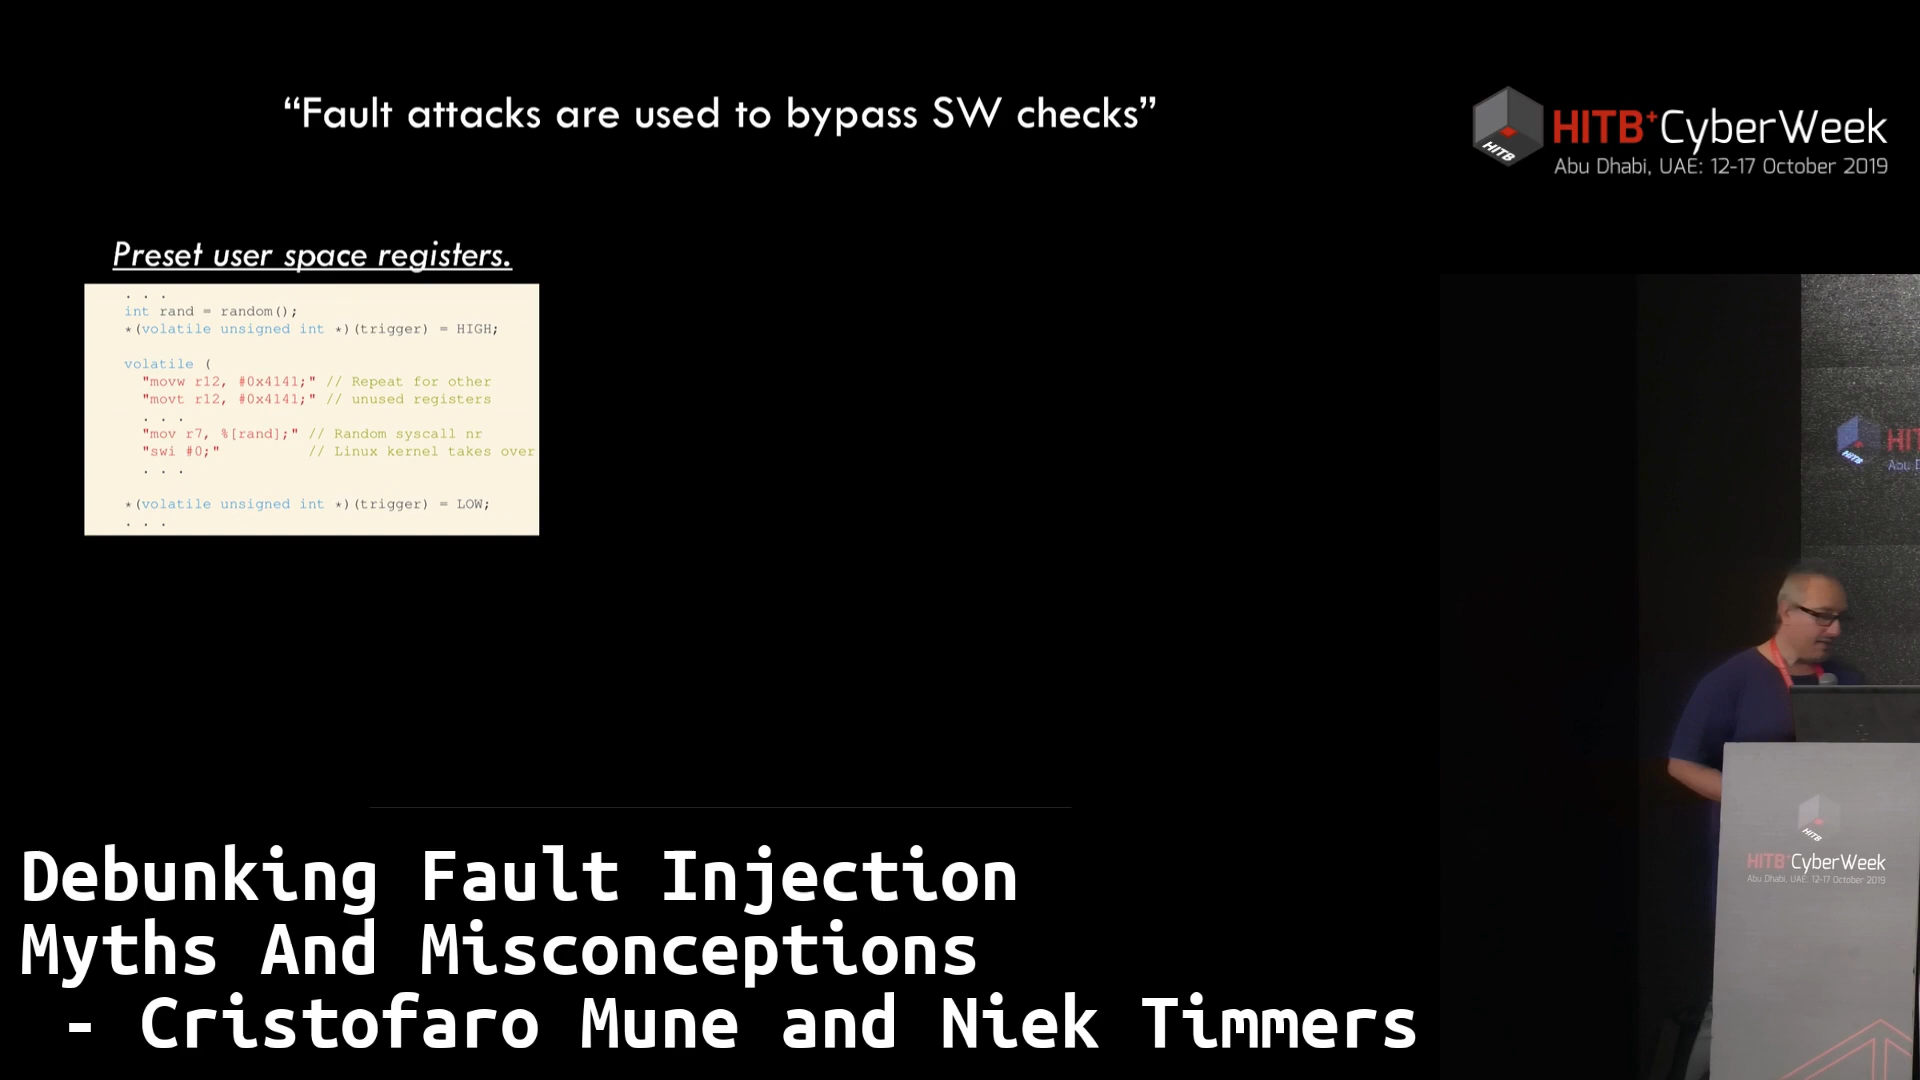 “Fault attacks are used to bypass SW checks”
HITB+CyberWeek
Abu Dhabi, UAE: 12-17 October 2019
HITB
Preset user space registers.
. . .
int rand = random();
*(volatile unsigned int *)(trigger) = HIGH;
volatile (
"movw r12, #0x4141;" // Repeat for other
"movt r12, #0x4141;" // unused registers
. . .
"mov r7, %[rand];" // Random syscall nr
"swi #0;" // Linux kernel takes over
. . .
*(volatile unsigned int *)(trigger) = LOW;
. . .
HITB
HITB
HITB+CyberWeek
Abu Dhabi, UAE: 12-17 October 2019
Debunking Fault Injection
Myths And Misconceptions
- Cristofaro Mune and Niek Timmers